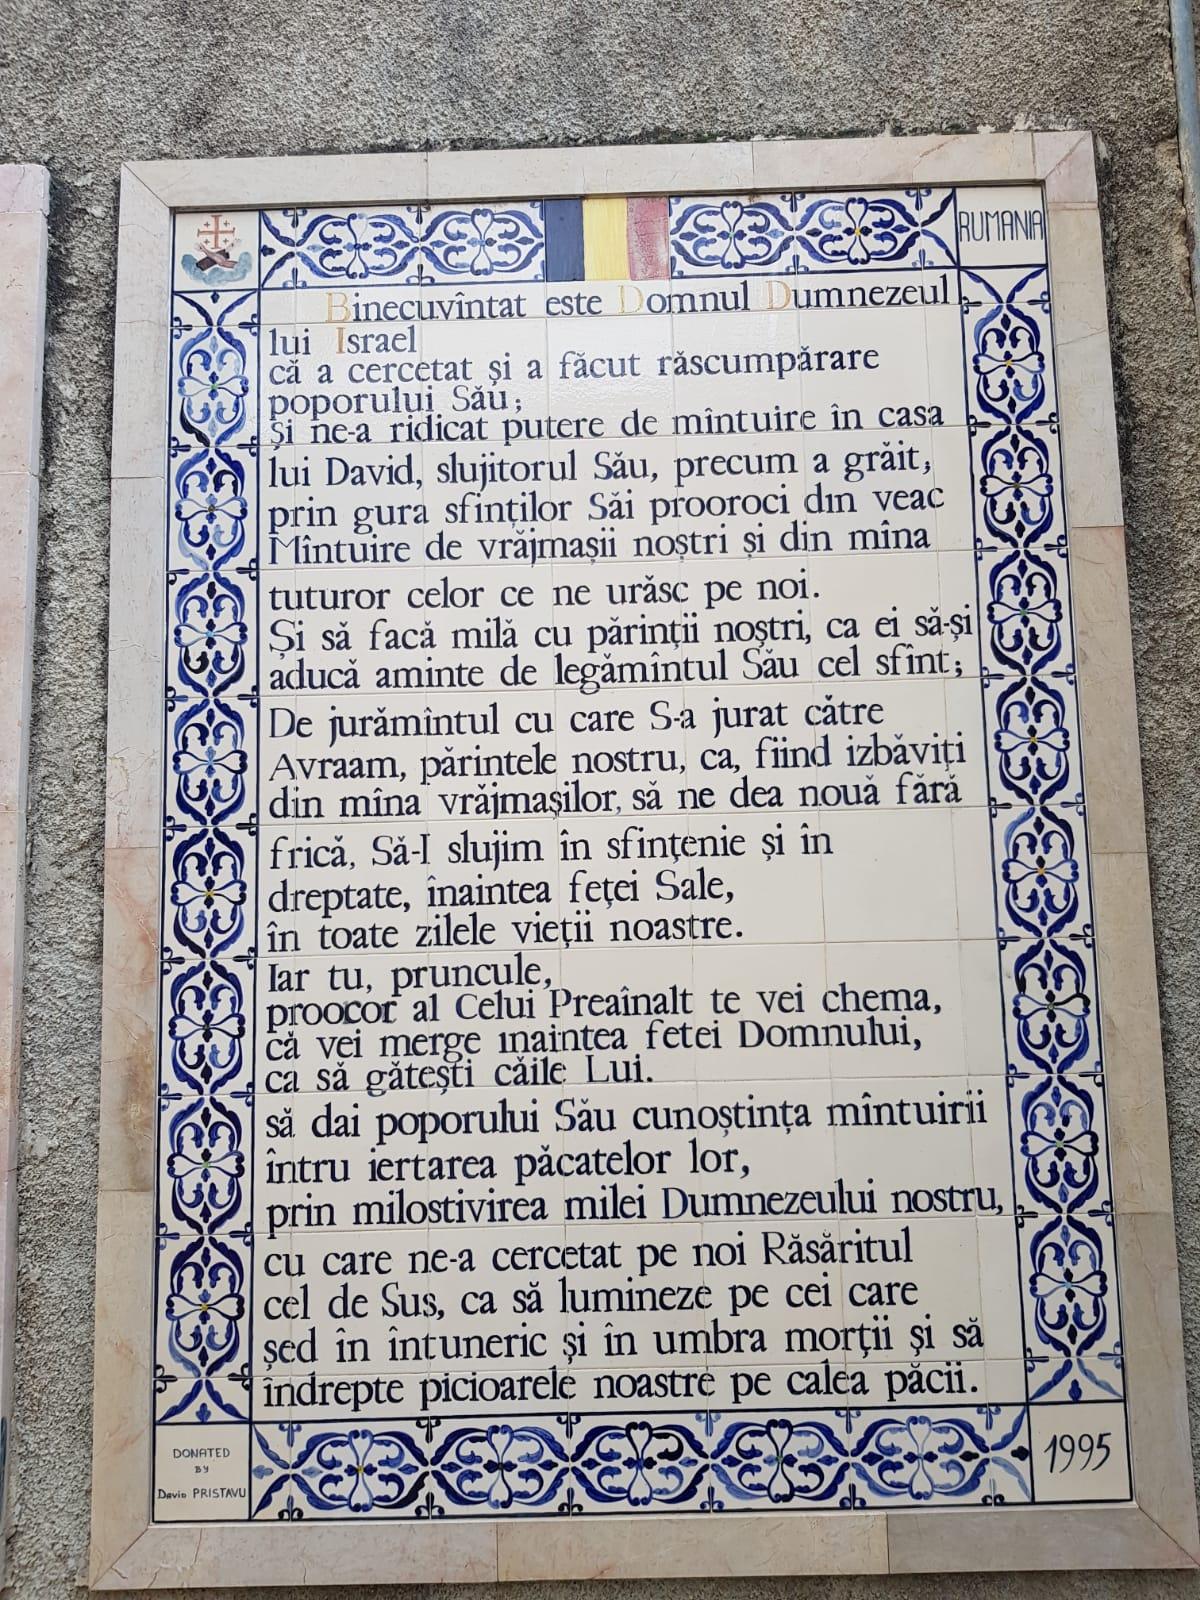 RUMANIA
Binecuvîntat este Domnul Dumnezeul
lui Israel
că a cercetat și a făcut răscumpărare
poporului Său;
și ne-a ridicat putere de mîntuire în casa
lui David, slujitorul Său, precum a grăit,
prin gura sfinților Săi prooroci din veac
Mîntuire de vrăjmașii noștri și din mîna
tuturor celor ce ne urăsc pe noi.
Și să facă milă cu părinții noștri, ca ei să-și
aducă aminte de legămîntul Său cel sfînt;
De jurămîntul cu care S-a jurat către
Avraam, părintele nostru, ca, fiind izbăviți
din mîna vrăjmașilor, să ne dea nouă fără
frică, Să-I slujim în sfințenie și în
dreptate, înaintea feței Sale,
în toate zilele vieții noastre.
Iar tu, pruncule,
proocor al Celui Preaînalt te vei chema,
că vei merge inaintea fetei Domnului,
ca să gătești căile Lui.
să dai poporului Său cunoștința mîntuirii
întru iertarea păcatelor lor,
prin milostivirea milei Dumnezeului nostru,
cu care ne-a cercetat pe noi Răsăritul
cel de Sus, ca să lumineze pe cei care
șed în întuneric și în umbra morții și să
îndrepte picioarele noastre pe calea păcii.
DONATED
BY
David PRISTAVU
1995